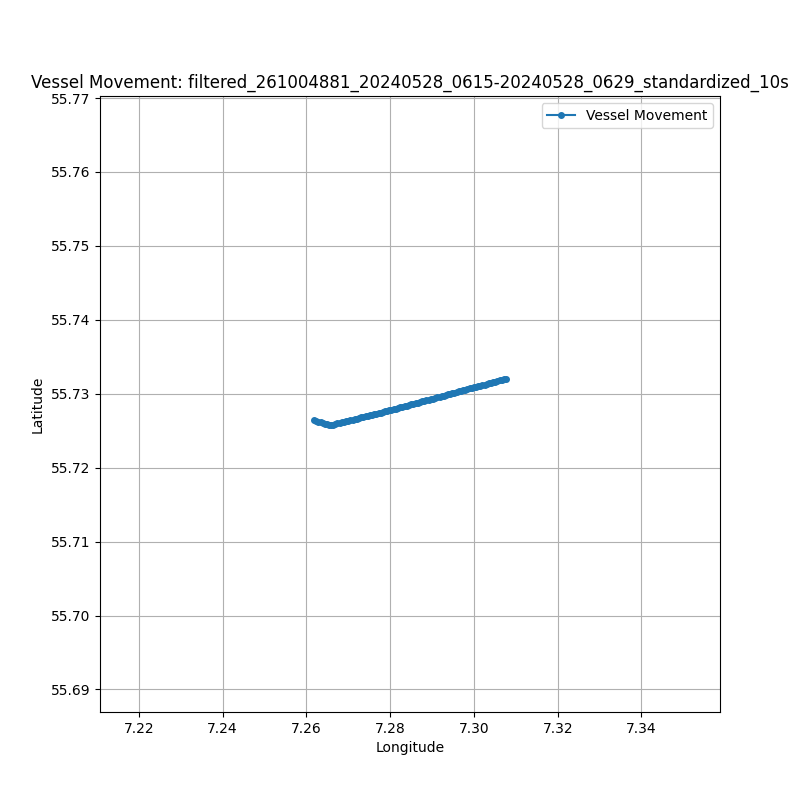 Vessel Movement: filtered_261004881_20240528_0615-20240528_0629_standardized_10s
Vessel Movement
55.77
55.76
55.75
55.74
55.73
55.72
55.71
55.70
55.69
Latitude
7.22 7.24 7.26 7.28 7.30 7.32 7.34
Longitude